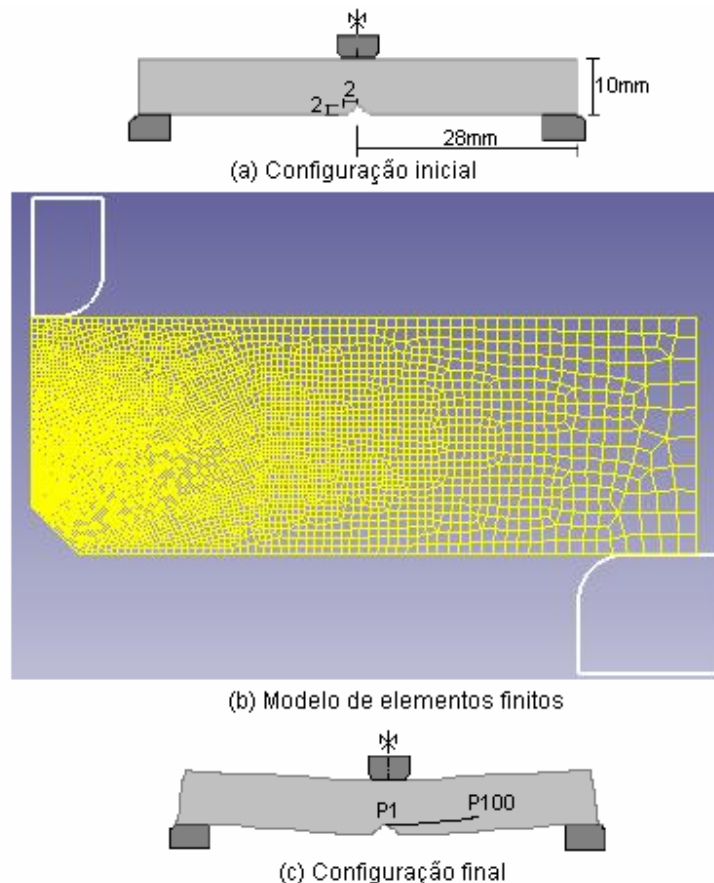 2
2
10mm
28mm
(a) Configuração inicial
(b) Modelo de elementos finitos
P1
P100
(c) Configuração final